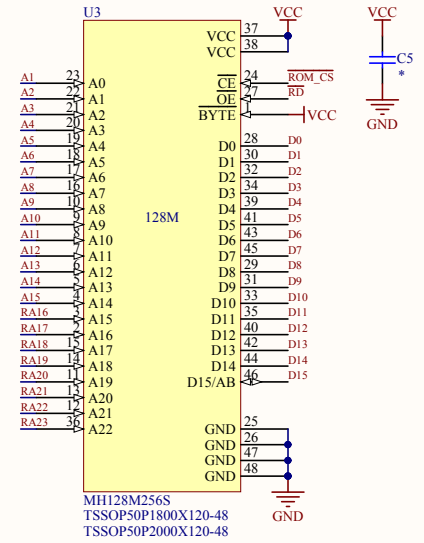 U3
VCC
VCC
VCC 37
VCC 38
C5
*
GND
A1 23 A0
A2 22 A1
A3 21 A2
A4 20 A3
A5 19 A4
A6 18 A5
A7 17 A6
A8 16 A7
A9 10 A8
A10 9 A9
A11 8 A10
A12 7 A11
A13 6 A12
A14 5 A13
A15 4 A14
RA16 3 A15
RA17 2 A16
RA18 15 A17
RA19 14 A18
RA20 11 A19
RA21 13 A20
RA22 12 A21
RA23 36 A22
128M
CE 24 ROM_CS
OE 27 RD
BYTE 1 VCC
D0 28 D0
D1 30 D1
D2 32 D2
D3 34 D3
D4 39 D4
D5 41 D5
D6 43 D6
D7 45 D7
D8 29 D8
D9 31 D9
D10 33 D10
D11 35 D11
D12 40 D12
D13 42 D13
D14 44 D14
D15/AB 46 D15
GND 25
GND 26
GND 47
GND 48
GND
MH128M256S
TSSOP50P1800X120-48
TSSOP50P2000X120-48